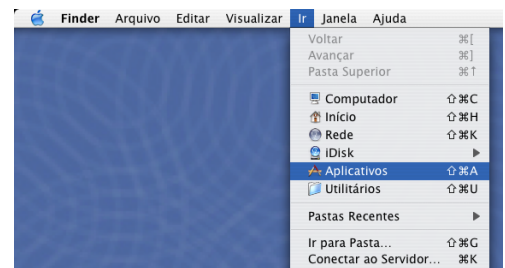 Finder Arquivo Editar Visualizar Ir Janela Ajuda
Voltar ⌘[
Avançar ⌘]
Pasta Superior ⌘↑
Computador ⇧⌘C
Início ⇧⌘H
Rede ⇧⌘K
iDisk
Aplicativos ⇧⌘A
Utilitários ⇧⌘U
Pastas Recentes
Ir para Pasta... ⇧⌘G
Conectar ao Servidor... ⌘K